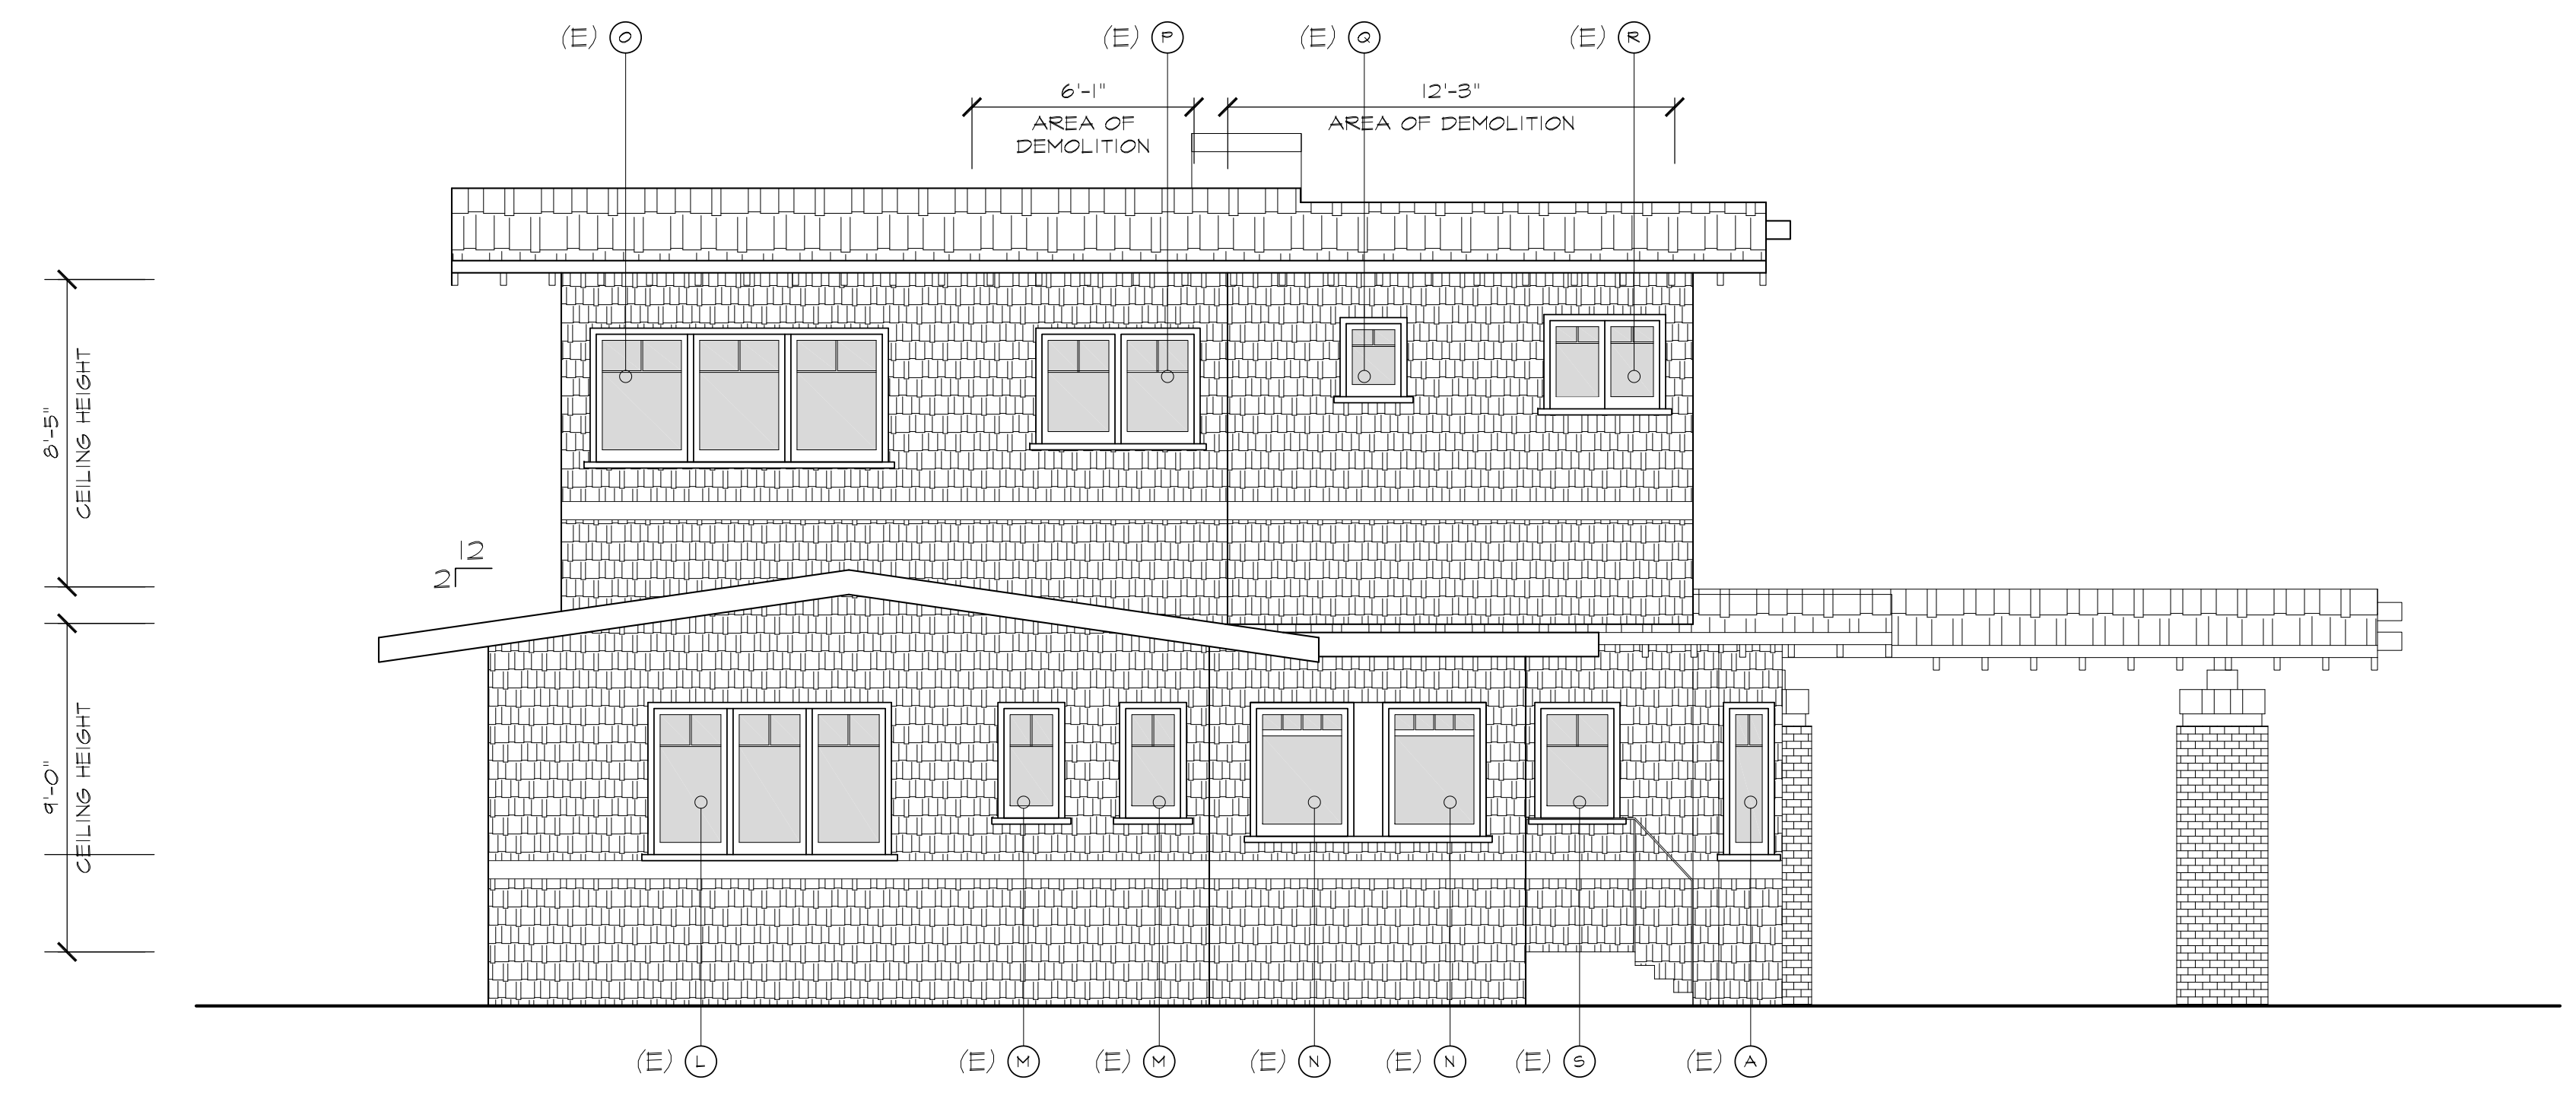 (E) O
(E) P
(E) Q
(E) R
6'-1"
12'-3"
AREA OF
DEMOLITION
AREA OF DEMOLITION
8'-5"
CEILING HEIGHT
12
2
9'-0"
CEILING HEIGHT
(E) L
(E) M
(E) M
(E) N
(E) N
(E) S
(E) A